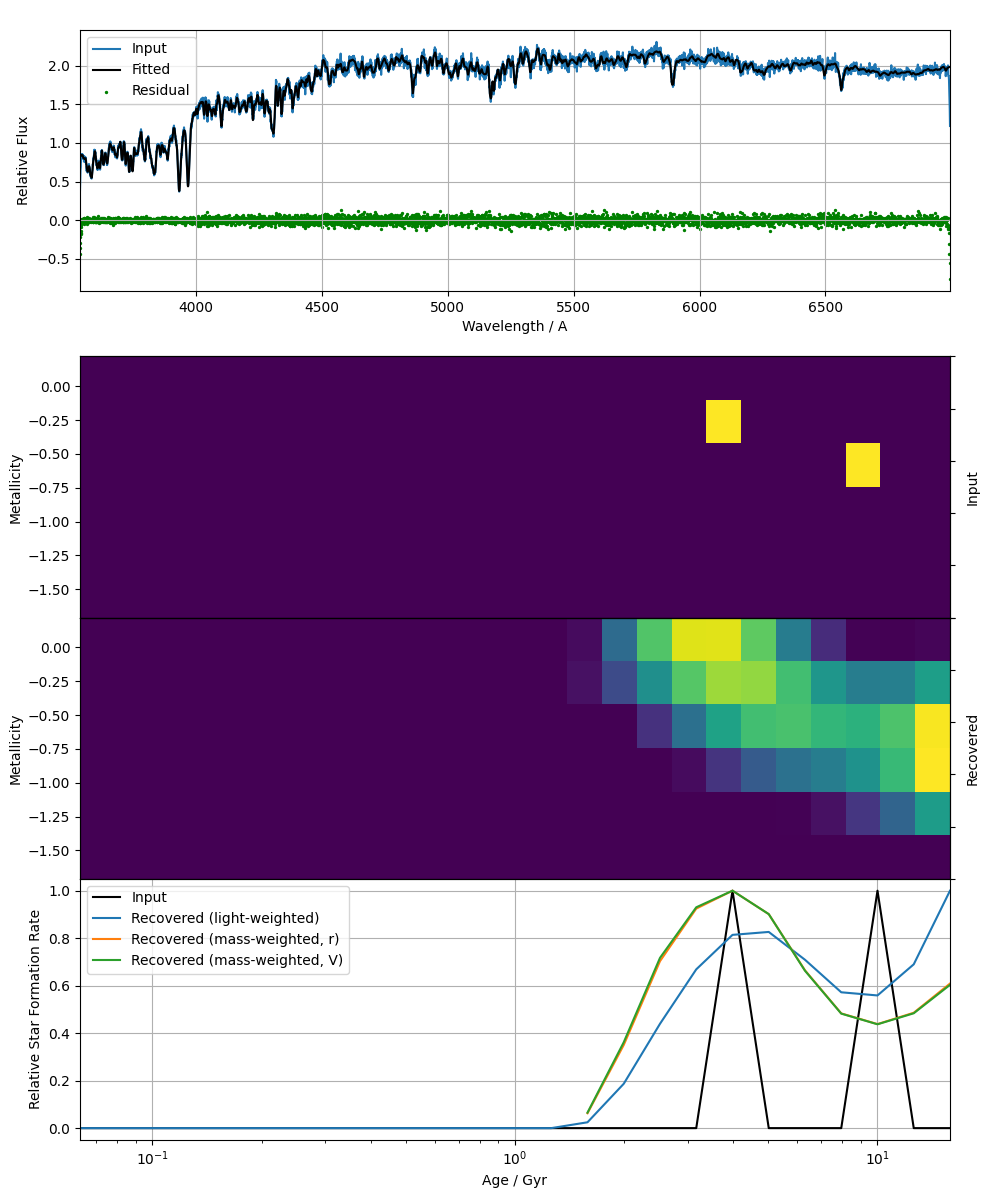 Input
Fitted
Residual
2.0
1.5
1.0
0.5
0.0
−0.5
Relative Flux
4000 4500 5000 5500 6000 6500
Wavelength / A
0.00
−0.25
−0.50
−0.75
−1.00
−1.25
−1.50
Metallicity
Input
0.00
−0.25
−0.50
−0.75
−1.00
−1.25
−1.50
Metallicity
Recovered
Input
Recovered (light-weighted)
Recovered (mass-weighted, r)
Recovered (mass-weighted, V)
1.0
0.8
0.6
0.4
0.2
0.0
Relative Star Formation Rate
10⁻¹ 10⁰ 10¹
Age / Gyr